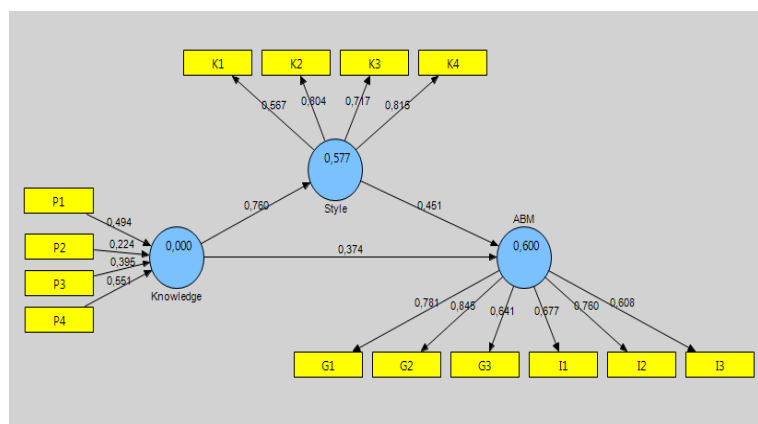 K1 K2 K3 K4
0,567 0,804 0,717 0,815
0,577
Style
P1
0,494
P2
0,224
P3
0,395
P4
0,551
0,000
Knowledge
0,760
0,451
0,374
ABM
0,600
0,781 0,845 0,641 0,677 0,760 0,608
G1 G2 G3 I1 I2 I3